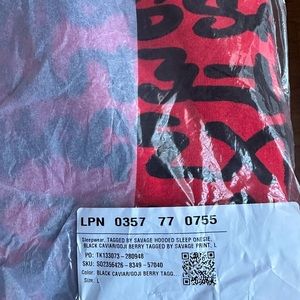 LPN 0357 77 0755
Sleepwear, TAGGED BY SAVAGE HOODED SLEEP ONESIE,
BLACK CAVIAR/GOJI BERRY TAGGED BY SAVAGE PRINT, L
PO: TK133073-280948
SKU: SO2356426-8349-57040
Color: BLACK CAVIAR/GOJI BERRY TAGG...
Size: L